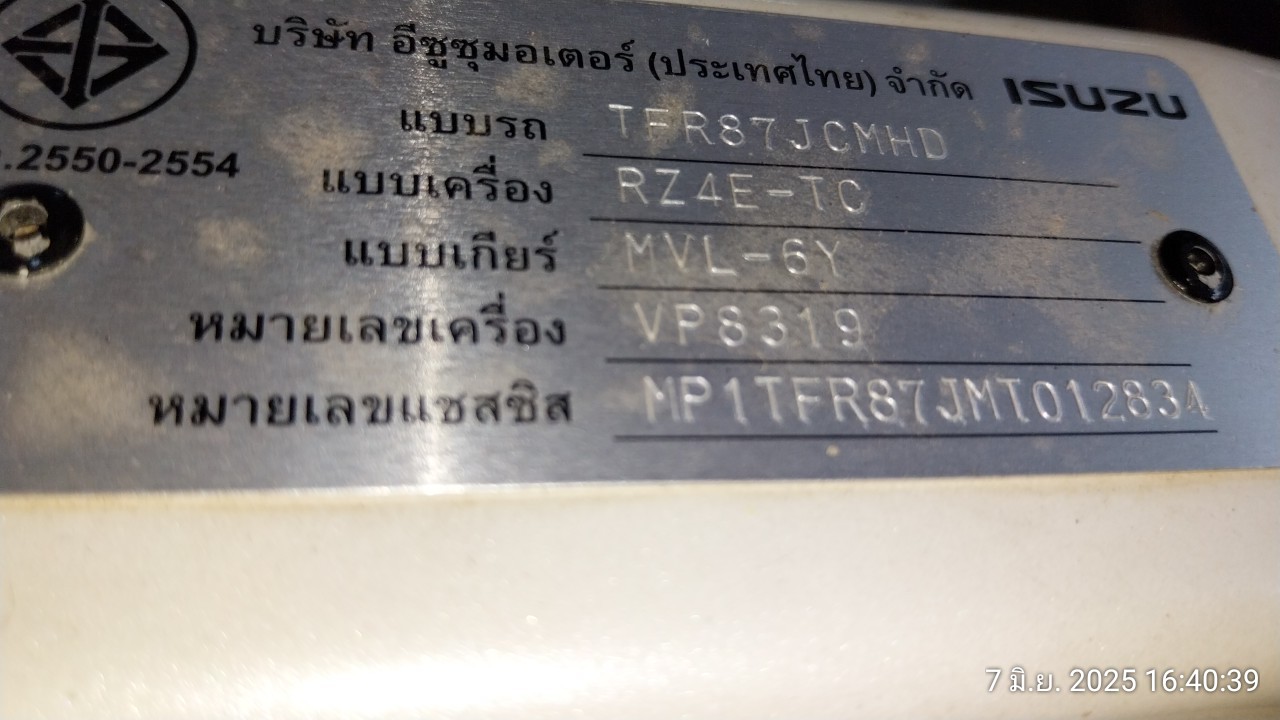 บริษัท อีซูซุมอเตอร์ (ประเทศไทย) จำกัด ISUZU
แบบรถ TFR87JCMHD
.2550-2554
แบบเครื่อง RZ4E-TC
แบบเกียร์ MVL-6Y
หมายเลขเครื่อง VP8319
หมายเลขแชสซิส MP1TFR87JMT012834
7 มิ.ย. 2025 16:40:39